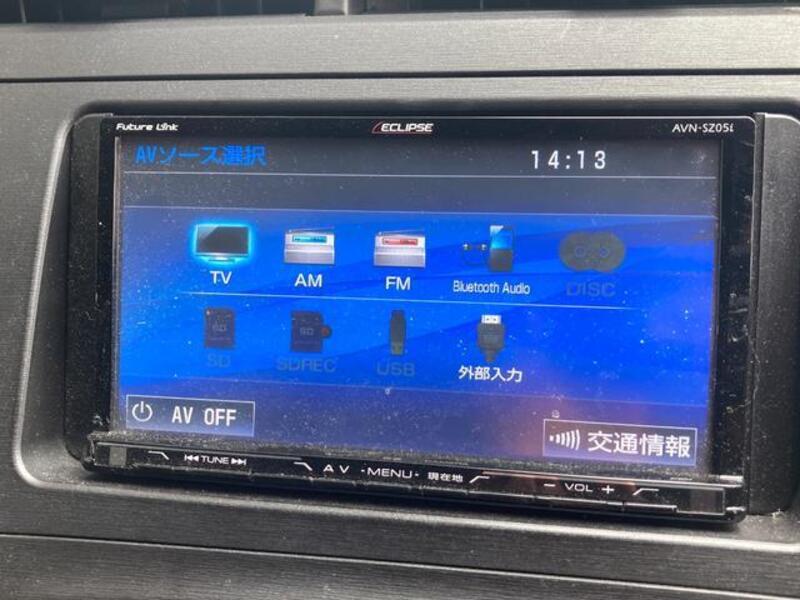 Future Link ECLIPSE AVN-SZ05i
AVソース選択 14:13
TV AM FM Bluetooth Audio DISC
SD SDREC USB 外部入力
AV OFF 交通情報
TUNE AV -MENU- 現在地 − VOL +